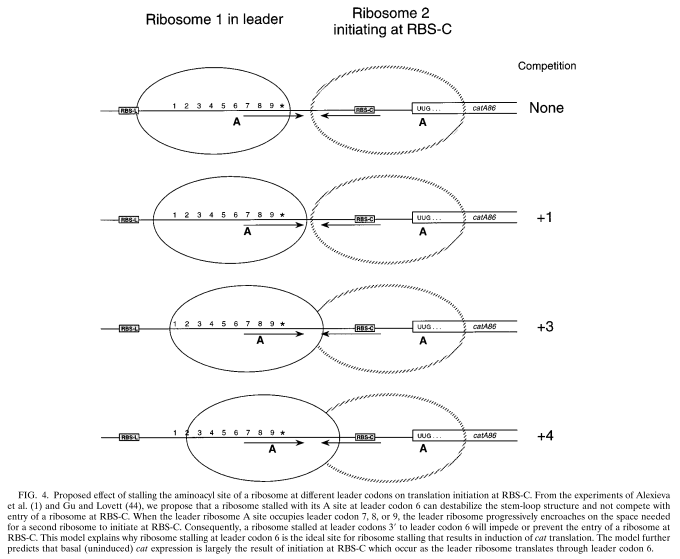 Ribosome 1 in leader
Ribosome 2
initiating at RBS-C
Competition
RBS-L 1 2 3 4 5 6 7 8 9 * RBS-C UUG... catA86 None
A A
RBS-L 1 2 3 4 5 6 7 8 9 * RBS-C UUG... catA86 +1
A A
RBS-L 1 2 3 4 5 6 7 8 9 * RBS-C UUG... catA86 +3
A A
RBS-L 1 2 3 4 5 6 7 8 9 * RBS-C UUG... catA86 +4
A A
FIG. 4. Proposed effect of stalling the aminoacyl site of a ribosome at different leader codons on translation initiation at RBS-C. From the experiments of Alexieva
et al. (1) and Gu and Lovett (44), we propose that a ribosome stalled with its A site at leader codon 6 can destabilize the stem-loop structure and not compete with
entry of a ribosome at RBS-C. When the leader ribosome A site occupies leader codon 7, 8, or 9, the leader ribosome progressively encroaches on the space needed
for a second ribosome to initiate at RBS-C. Consequently, a ribosome stalled at leader codons 3′ to leader codon 6 will impede or prevent the entry of a ribosome at
RBS-C. This model explains why ribosome stalling at leader codon 6 is the ideal site for ribosome stalling that results in induction of cat translation. The model further
predicts that basal (uninduced) cat expression is largely the result of initiation at RBS-C which occur as the leader ribosome translates through leader codon 6.